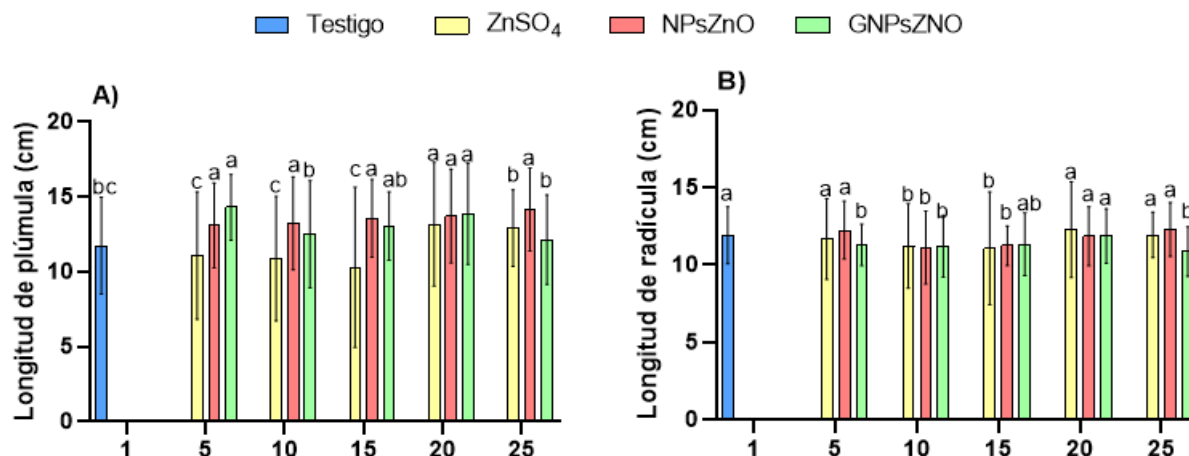 Testigo ZnSO4 NPsZnO GNPsZNO
A)
Longitud de plúmula (cm)
20
15
10
5
0
bc c a a c a b c a ab a a a b a b
1 5 10 15 20 25
B)
Longitud de radícula (cm)
20
15
10
5
0
a a a b b b b b b ab a a a a a b
1 5 10 15 20 25